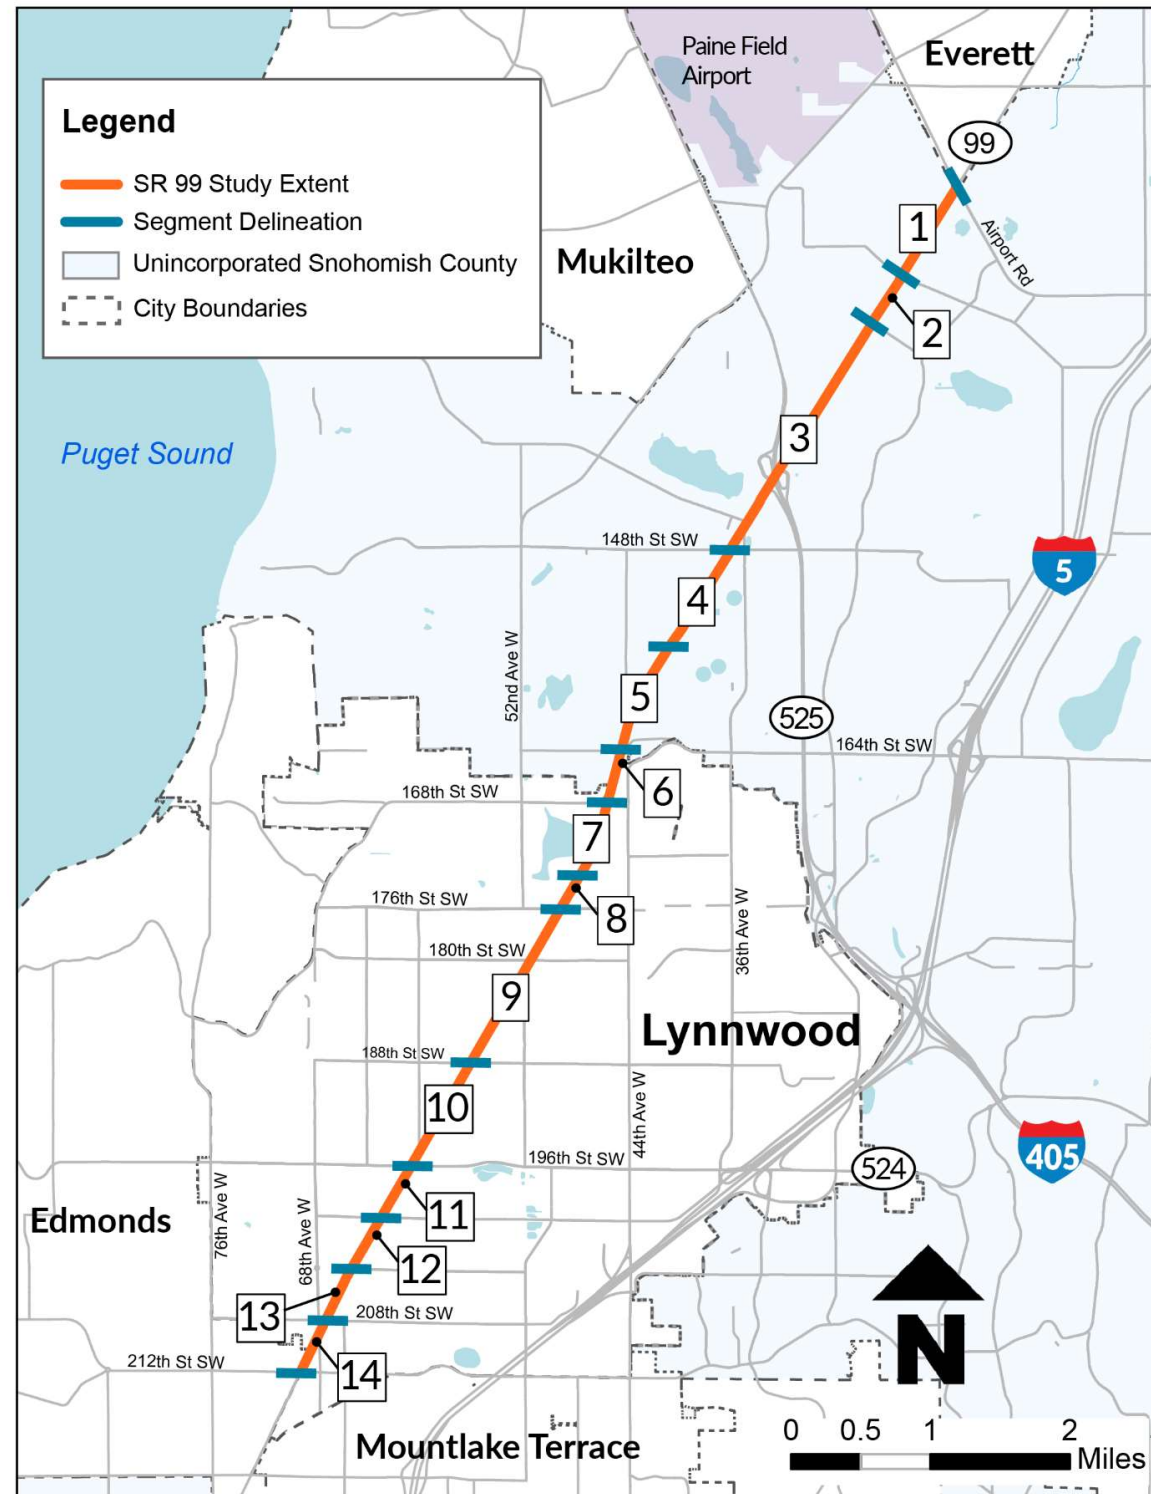 Paine Field
Airport
Everett
Legend
SR 99 Study Extent
Segment Delineation
Unincorporated Snohomish County
City Boundaries
99
1
Airport Rd
Mukilteo
2
3
Puget Sound
148th St SW
5
4
52nd Ave W
5
525
164th St SW
6
168th St SW
7
176th St SW
8
36th Ave W
180th St SW
9
Lynnwood
188th St SW
10
44th Ave W
196th St SW
524
405
76th Ave W
68th Ave W
Edmonds
11
12
13
208th St SW
212th St SW
14
N
Mountlake Terrace
0 0.5 1 2
Miles